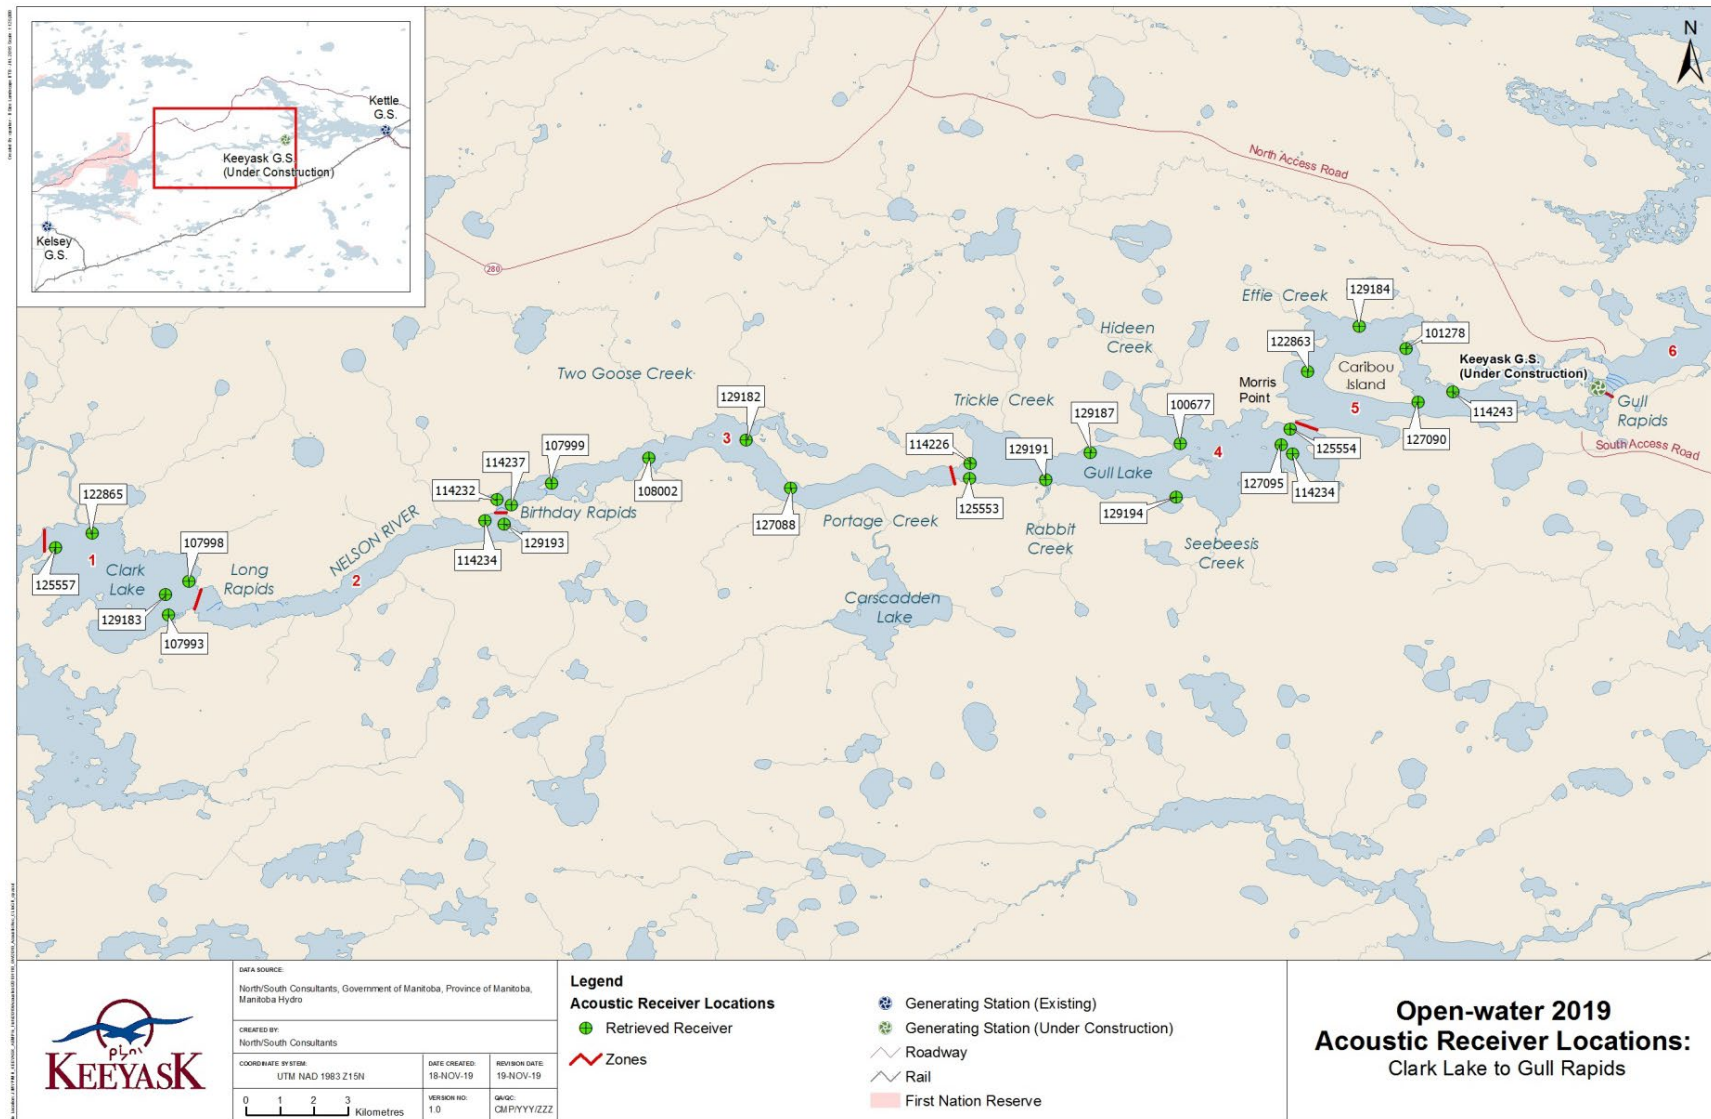 N
Kettle
G.S.
Keeyask G.S.
(Under Construction)
Kelsey
G.S.
North Access Road
280
Effie Creek
129184
101278
Hideen
Creek
122863
Keeyask G.S.
(Under Construction)
6
Caribou
Island
Morris
Point
Two Goose Creek
129182
Trickle Creek
129187
100677
5
114243
Gull
Rapids
127090
South Access Road
3
107999
114226
129191
4
125554
114237
114232
108002
Gull Lake
127095
114234
125553
129194
122865
NELSON RIVER
Birthday Rapids
127088
Portage Creek
Rabbit
Creek
Seebeesis
Creek
114234
129193
107998
1
Clark
Lake
Long
Rapids
2
125557
129183
107993
Carscadden
Lake
KEEYASK
DATA SOURCE:
North/South Consultants, Government of Manitoba, Province of Manitoba,
Manitoba Hydro
CREATED BY:
North/South Consultants
COORDINATE SYSTEM:
UTM NAD 1983 Z15N
DATE CREATED:
18-NOV-19
REVISION DATE:
19-NOV-19
0 1 2 3
Kilometres
VERSION NO:
1.0
QA/QC:
CMP/YYY/ZZZ
Legend
Acoustic Receiver Locations
Retrieved Receiver
Zones
Generating Station (Existing)
Generating Station (Under Construction)
Roadway
Rail
First Nation Reserve
Open-water 2019
Acoustic Receiver Locations:
Clark Lake to Gull Rapids